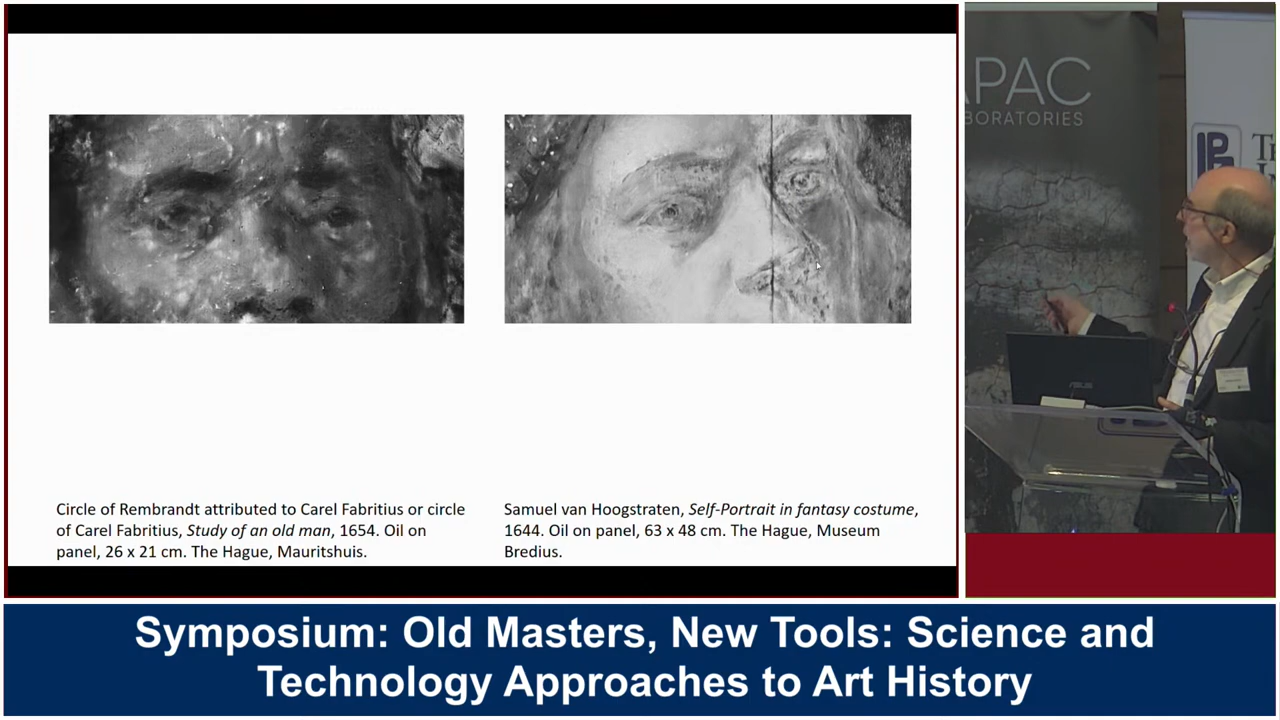 Circle of Rembrandt attributed to Carel Fabritius or circle
of Carel Fabritius, Study of an old man, 1654. Oil on
panel, 26 x 21 cm. The Hague, Mauritshuis.
Samuel van Hoogstraten, Self-Portrait in fantasy costume,
1644. Oil on panel, 63 x 48 cm. The Hague, Museum
Bredius.
APAC
BORATORIES
ASUS
Symposium: Old Masters, New Tools: Science and
Technology Approaches to Art History